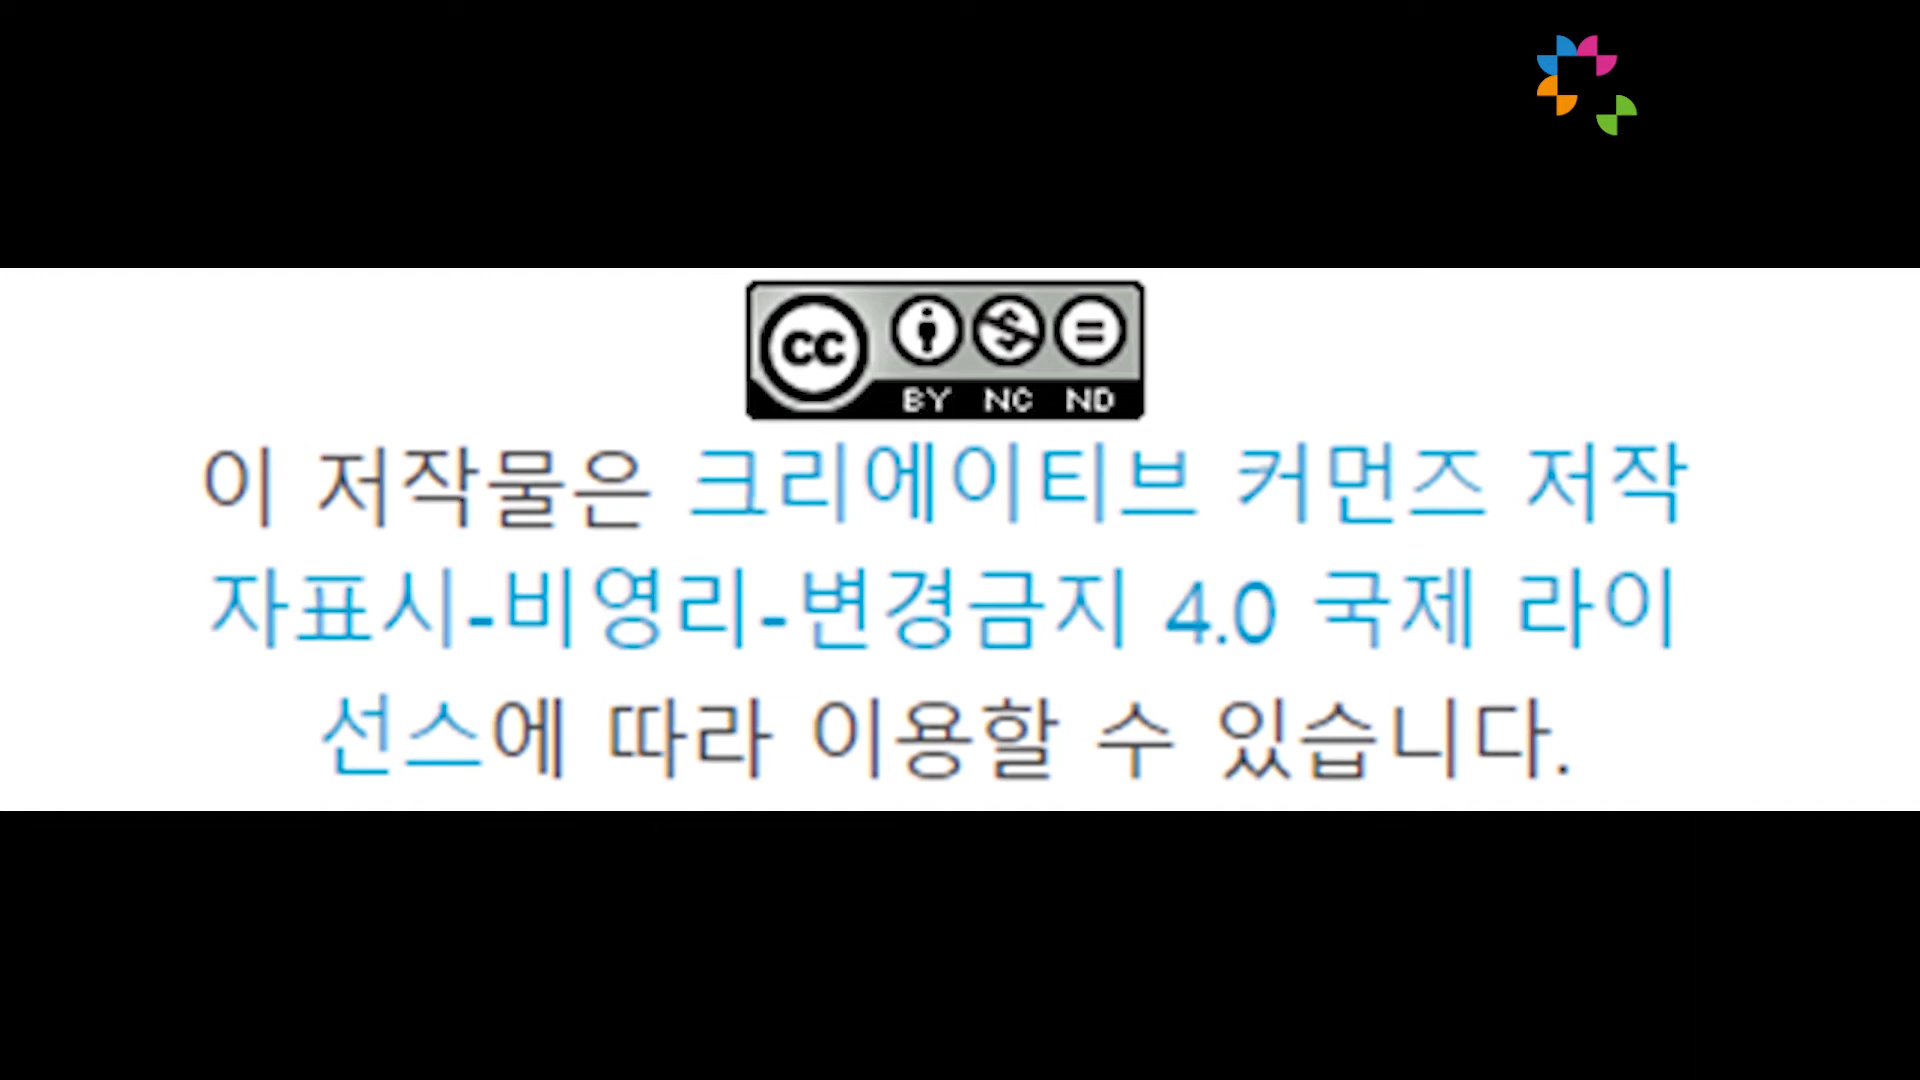 cc
BY NC ND
이 저작물은 크리에이티브 커먼즈 저작
자표시-비영리-변경금지 4.0 국제 라이
선스에 따라 이용할 수 있습니다.